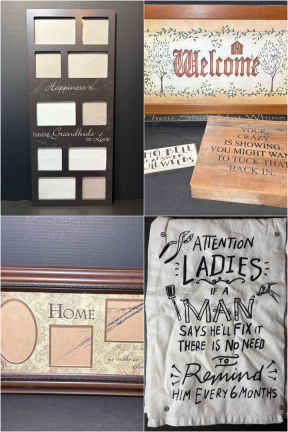 Happiness is
having Grandkids
to Love
Welcome
YOUR
CRAZY
IS SHOWING.
YOU MIGHT WANT
TO TUCK THAT
BACK IN.
HOME
ATTENTION
LADIES
IF A
MAN
SAYS HE'LL FIX IT
THERE IS NO NEED
TO
Remind
HIM EVERY 6 MONTHS